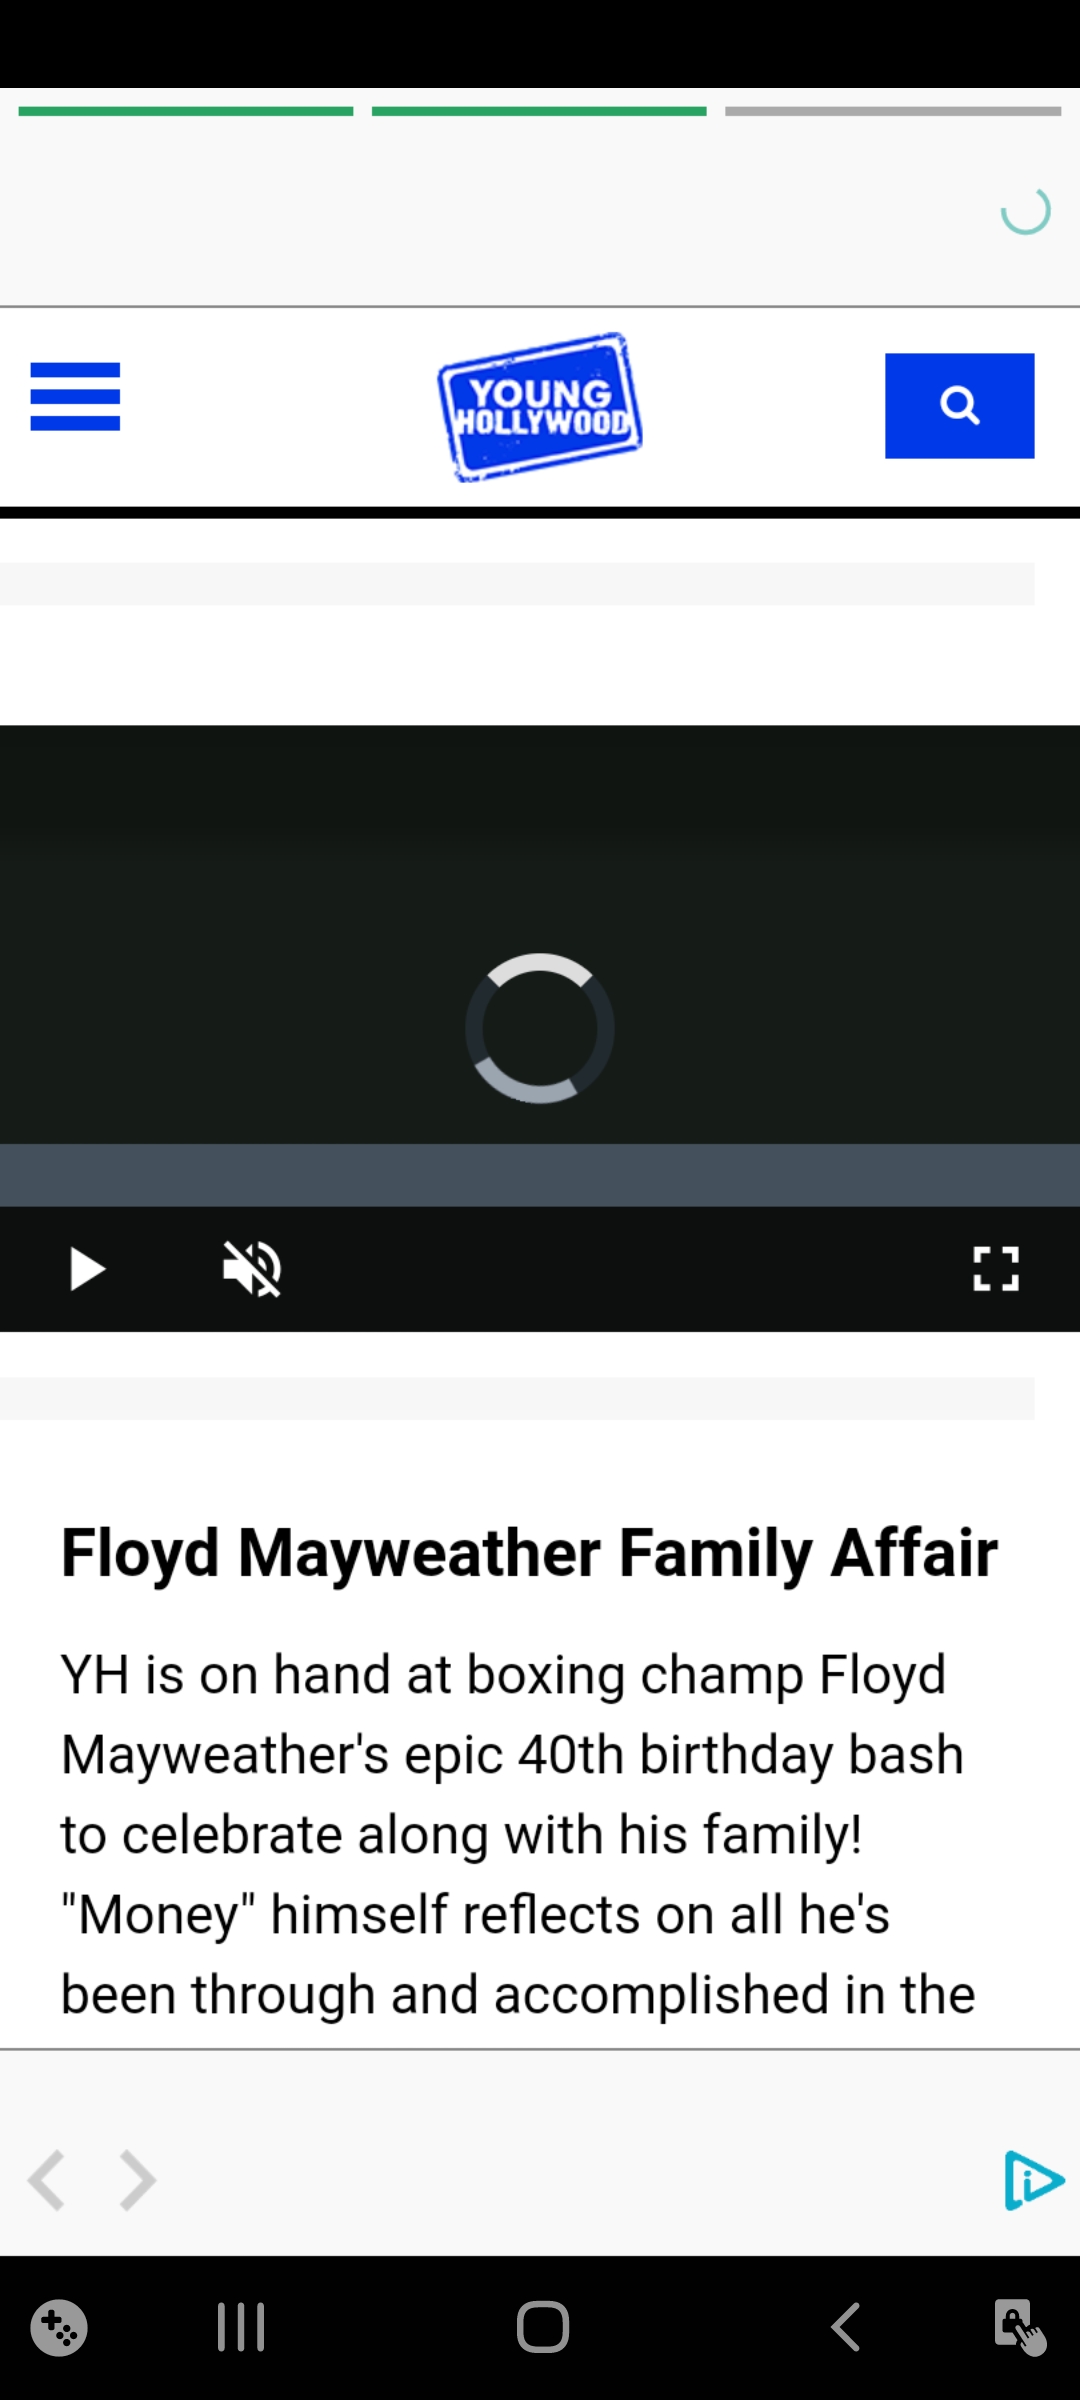 YOUNG
HOLLYWOOD
Floyd Mayweather Family Affair
YH is on hand at boxing champ Floyd
Mayweather's epic 40th birthday bash
to celebrate along with his family!
"Money" himself reflects on all he's
been through and accomplished in the